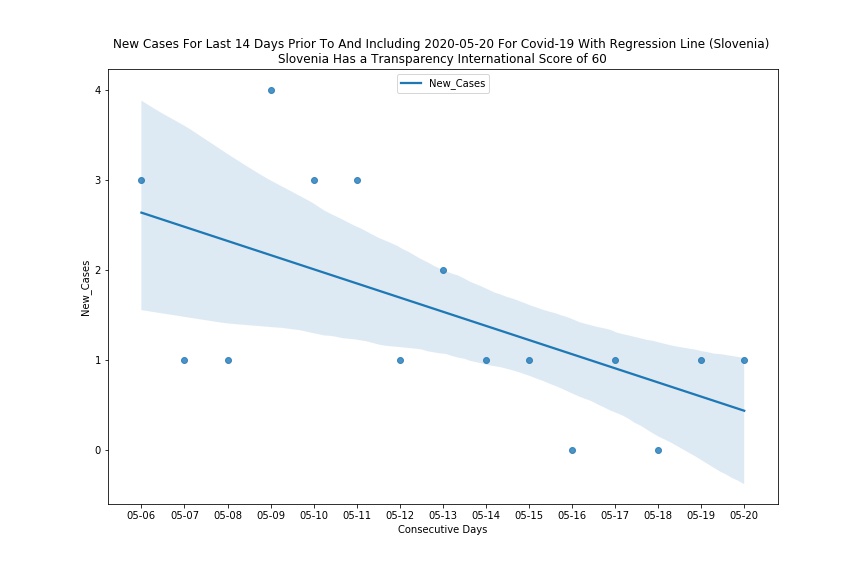 New Cases For Last 14 Days Prior To And Including 2020-05-20 For Covid-19 With Regression Line (Slovenia)
Slovenia Has a Transparency International Score of 60
New_Cases
4
3
2
1
0
New_Cases
05-06 05-07 05-08 05-09 05-10 05-11 05-12 05-13 05-14 05-15 05-16 05-17 05-18 05-19 05-20
Consecutive Days